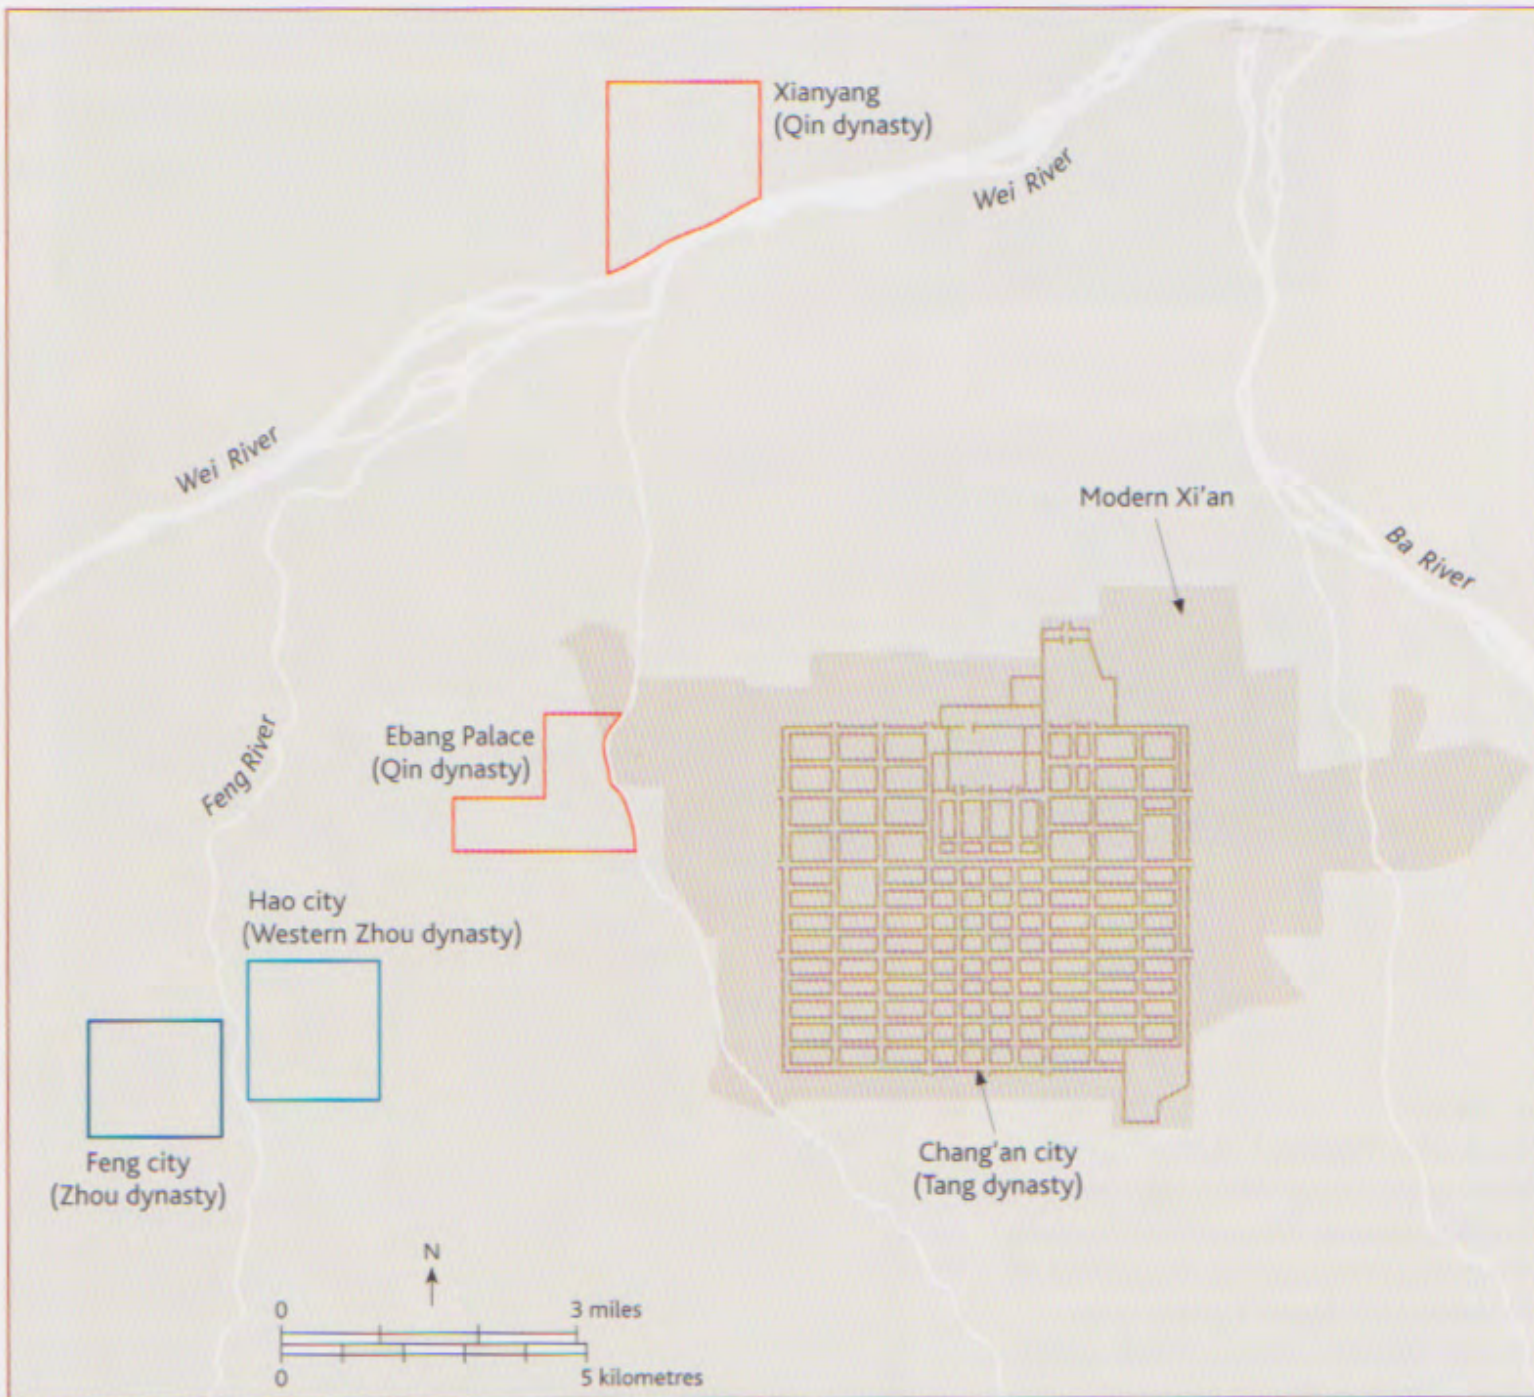 Xianyang
(Qin dynasty)
Wei River
Wei River
Modern Xi'an
Ba River
Ebang Palace
(Qin dynasty)
Feng River
Hao city
(Western Zhou dynasty)
Feng city
(Zhou dynasty)
Chang'an city
(Tang dynasty)
N
0 3 miles
0 5 kilometres